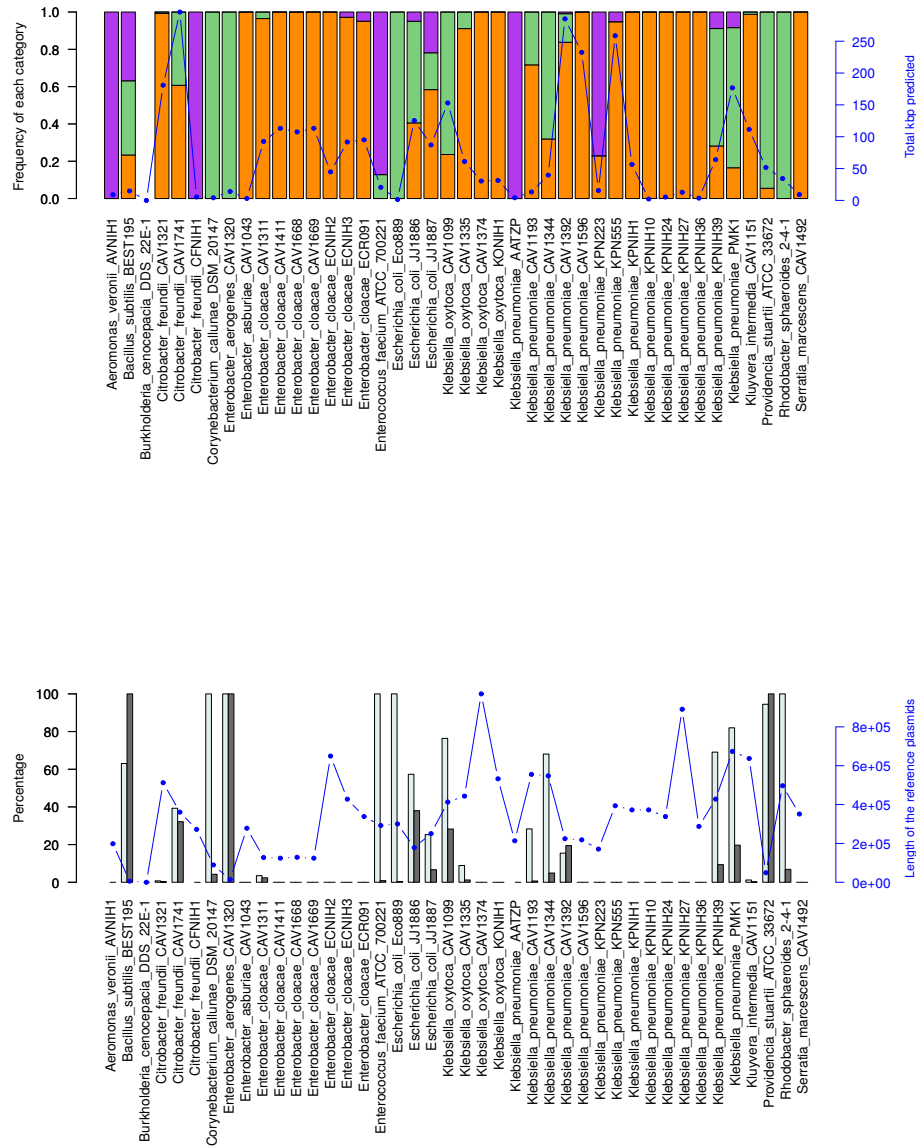 Frequency of each category
1.0
0.8
0.6
0.4
0.2
0.0
250
200
150
100
50
0
Total kbp predicted
Aeromonas_veronii_AVNIH1
Bacillus_subtilis_BEST195
Burkholderia_cenocepacia_DDS_22E-1
Citrobacter_freundii_CAV1321
Citrobacter_freundii_CAV1741
Citrobacter_freundii_CFNIH1
Corynebacterium_callunae_DSM_20147
Enterobacter_aerogenes_CAV1320
Enterobacter_asburiae_CAV1043
Enterobacter_cloacae_CAV1311
Enterobacter_cloacae_CAV1411
Enterobacter_cloacae_CAV1668
Enterobacter_cloacae_CAV1669
Enterobacter_cloacae_ECNIH2
Enterobacter_cloacae_ECNIH3
Enterobacter_cloacae_ECR091
Enterococcus_faecium_ATCC_700221
Escherichia_coli_Eco889
Escherichia_coli_JJ1886
Escherichia_coli_JJ1887
Klebsiella_oxytoca_CAV1099
Klebsiella_oxytoca_CAV1335
Klebsiella_oxytoca_CAV1374
Klebsiella_oxytoca_KONIH1
Klebsiella_pneumoniae_AATZP
Klebsiella_pneumoniae_CAV1193
Klebsiella_pneumoniae_CAV1344
Klebsiella_pneumoniae_CAV1392
Klebsiella_pneumoniae_CAV1596
Klebsiella_pneumoniae_KPN223
Klebsiella_pneumoniae_KPN555
Klebsiella_pneumoniae_KPNIH1
Klebsiella_pneumoniae_KPNIH10
Klebsiella_pneumoniae_KPNIH24
Klebsiella_pneumoniae_KPNIH27
Klebsiella_pneumoniae_KPNIH36
Klebsiella_pneumoniae_KPNIH39
Klebsiella_pneumoniae_PMK1
Kluyvera_intermedia_CAV1151
Providencia_stuartii_ATCC_33672
Rhodobacter_sphaeroides_2-4-1
Serratia_marcescens_CAV1492
Percentage
100
80
60
40
20
0
8e+05
6e+05
4e+05
2e+05
0e+00
Length of the reference plasmids
Aeromonas_veronii_AVNIH1
Bacillus_subtilis_BEST195
Burkholderia_cenocepacia_DDS_22E-1
Citrobacter_freundii_CAV1321
Citrobacter_freundii_CAV1741
Citrobacter_freundii_CFNIH1
Corynebacterium_callunae_DSM_20147
Enterobacter_aerogenes_CAV1320
Enterobacter_asburiae_CAV1043
Enterobacter_cloacae_CAV1311
Enterobacter_cloacae_CAV1411
Enterobacter_cloacae_CAV1668
Enterobacter_cloacae_CAV1669
Enterobacter_cloacae_ECNIH2
Enterobacter_cloacae_ECNIH3
Enterobacter_cloacae_ECR091
Enterococcus_faecium_ATCC_700221
Escherichia_coli_Eco889
Escherichia_coli_JJ1886
Escherichia_coli_JJ1887
Klebsiella_oxytoca_CAV1099
Klebsiella_oxytoca_CAV1335
Klebsiella_oxytoca_CAV1374
Klebsiella_oxytoca_KONIH1
Klebsiella_pneumoniae_AATZP
Klebsiella_pneumoniae_CAV1193
Klebsiella_pneumoniae_CAV1344
Klebsiella_pneumoniae_CAV1392
Klebsiella_pneumoniae_CAV1596
Klebsiella_pneumoniae_KPN223
Klebsiella_pneumoniae_KPN555
Klebsiella_pneumoniae_KPNIH1
Klebsiella_pneumoniae_KPNIH10
Klebsiella_pneumoniae_KPNIH24
Klebsiella_pneumoniae_KPNIH27
Klebsiella_pneumoniae_KPNIH36
Klebsiella_pneumoniae_KPNIH39
Klebsiella_pneumoniae_PMK1
Kluyvera_intermedia_CAV1151
Providencia_stuartii_ATCC_33672
Rhodobacter_sphaeroides_2-4-1
Serratia_marcescens_CAV1492